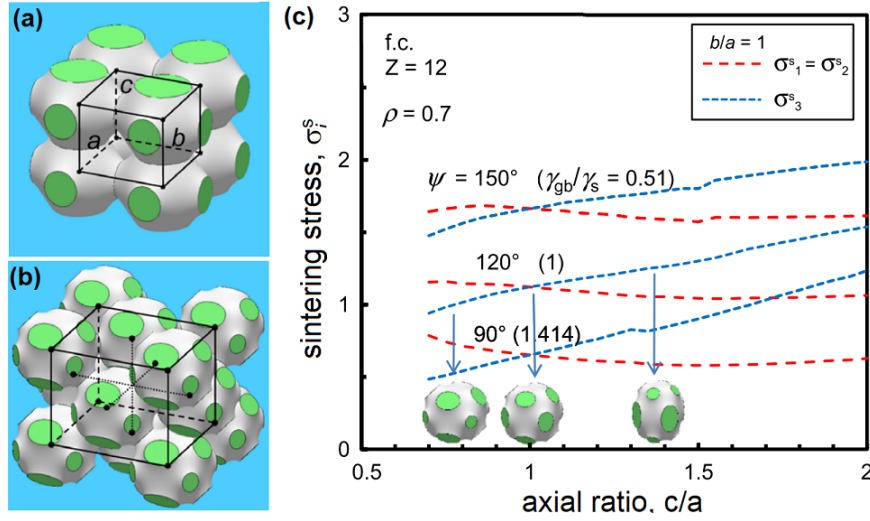 (a)
c
a
b
(b)
(c)
f.c.
Z = 12
ρ = 0.7
b/a = 1
σˢ₁ = σˢ₂
σˢ₃
ψ = 150° (γgb/γs = 0.51)
120° (1)
90° (1.414)
sintering stress, σᵢˢ
3
2
1
0
0.5
1
1.5
2
axial ratio, c/a